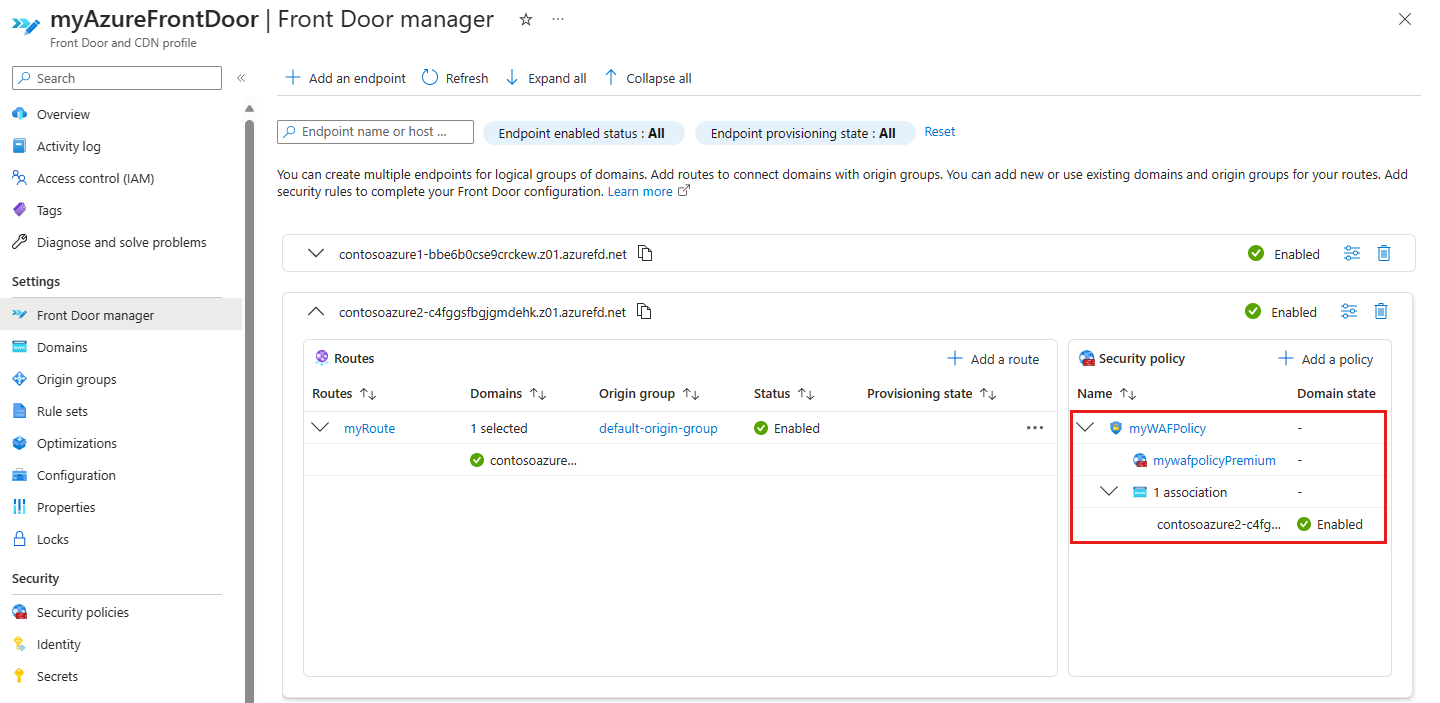 myAzureFrontDoor | Front Door manager ☆ ...
Front Door and CDN profile
Search
«
Overview
Activity log
Access control (IAM)
Tags
Diagnose and solve problems
Settings
Front Door manager
Domains
Origin groups
Rule sets
Optimizations
Configuration
Properties
Locks
Security
Security policies
Identity
Secrets
Add an endpoint Refresh Expand all Collapse all
Endpoint name or host ... Endpoint enabled status : All Endpoint provisioning state : All Reset
You can create multiple endpoints for logical groups of domains. Add routes to connect domains with origin groups. You can add new or use existing domains and origin groups for your routes. Add
security rules to complete your Front Door configuration. Learn more
contosoazure1-bbe6b0cse9crckew.z01.azurefd.net Enabled
contosoazure2-c4fggsfbgjgmdehk.z01.azurefd.net Enabled
Routes Add a route
Routes Domains Origin group Status Provisioning state
myRoute 1 selected default-origin-group Enabled ...
contosoazure...
Security policy Add a policy
Name Domain state
myWAFPolicy -
mywafpolicyPremium -
1 association -
contosoazure2-c4fg... Enabled